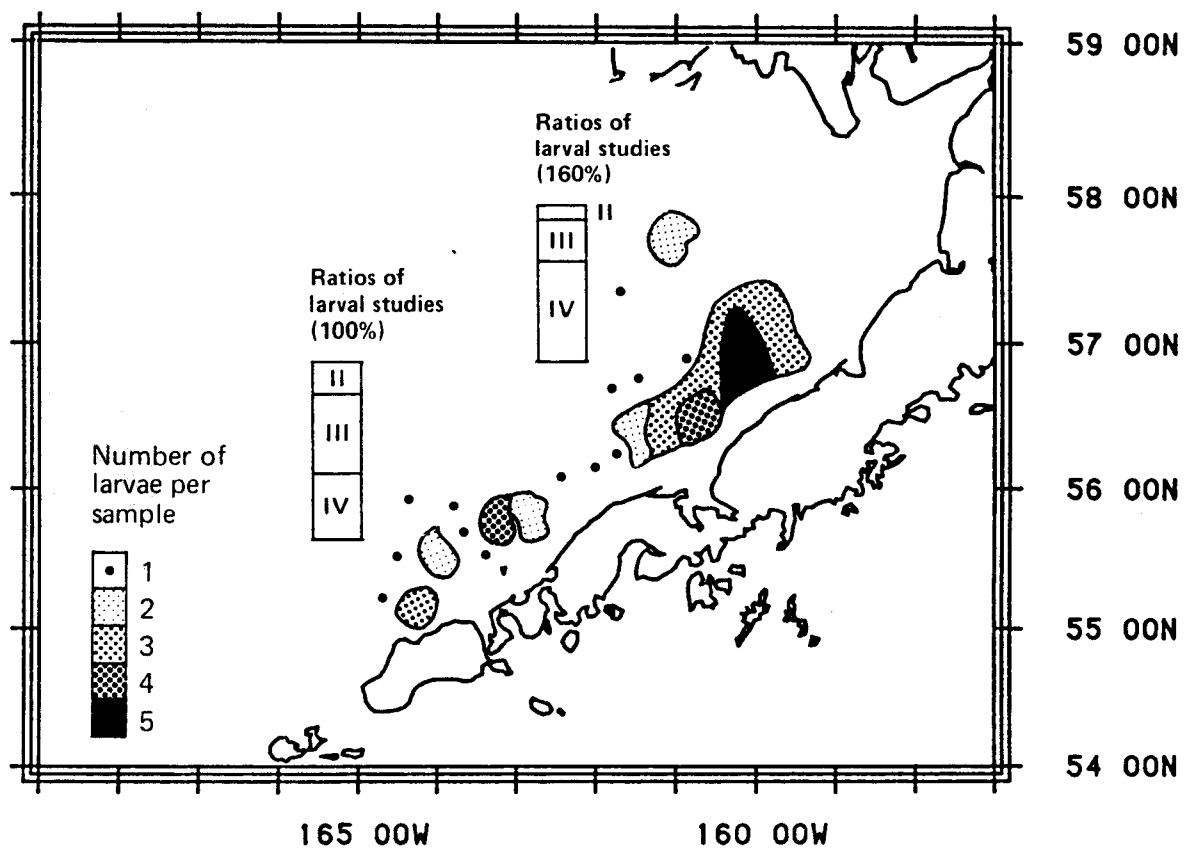 59 00N
Ratios of
larval studies
(160%)
II
III
IV
58 00N
Ratios of
larval studies
(100%)
II
III
IV
57 00N
Number of
larvae per
sample
1
2
3
4
5
56 00N
55 00N
54 00N
165 00W
160 00W